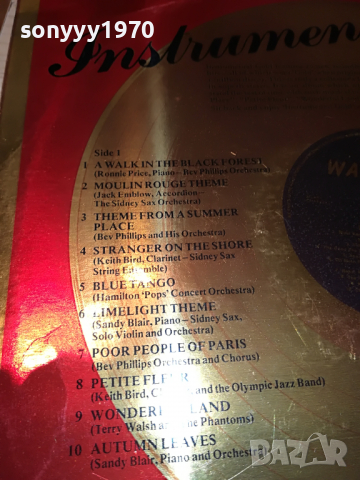 sonyyy1970
Instrumen
Side 1
1 A WALK IN THE BLACK FOREST
(Ronnie Price, Piano— Bev Phillips Orchestra)
2 MOULIN ROUGE THEME
(Jack Emblow, Accordion—
The Sidney Sax Orchestra)
3 THEME FROM A SUMMER
PLACE
(Bev Phillips and His Orchestra)
4 STRANGER ON THE SHORE
(Keith Bird, Clarinet—Sidney Sax
String Ensemble)
5 BLUE TANGO
(Hamilton 'Pops' Concert Orchestra)
6 LIMELIGHT THEME
(Sandy Blair, Piano—Sidney Sax,
Solo Violin and Orchestra)
7 POOR PEOPLE OF PARIS
(Bev Phillips Orchestra and Chorus)
8 PETITE FLEUR
(Keith Bird, and the Olympic Jazz Band)
9 WONDERFUL LAND
(Terry Walsh Phantoms)
10 AUTUMN LEAVES
(Sandy Blair, Piano and Orchestra)
WA
BAZAR
bg